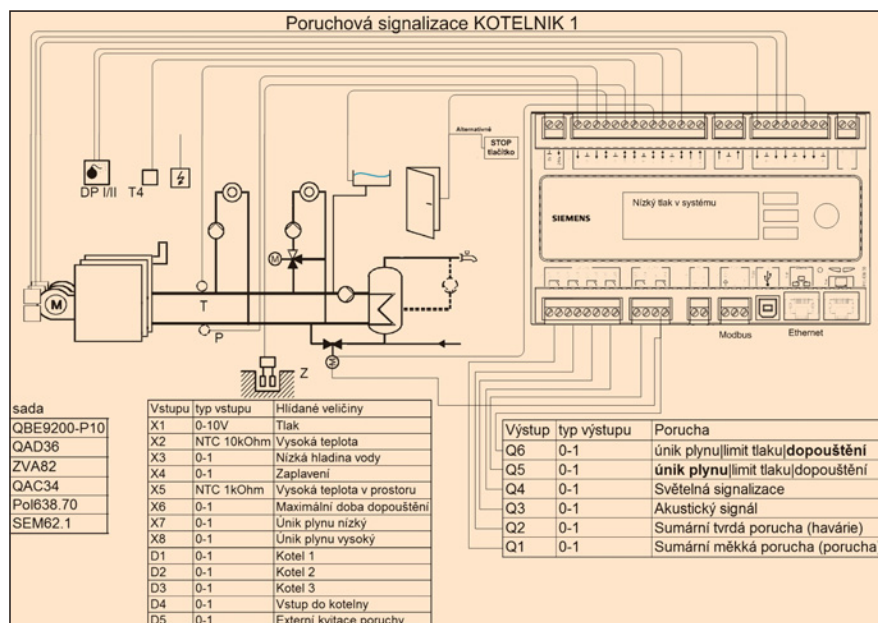 Poruchová signalizace KOTELNIK 1
Alternativně
STOP
tlačítko
DP I/II
T4
SIEMENS
Nízký tlak v systému
M
M
T
P
M
Z
Modbus
Ethernet
sada
QBE9200-P10
QAD36
ZVA82
QAC34
Pol638.70
SEM62.1
Vstupu typ vstupu Hlídané veličiny
X1 0-10V Tlak
X2 NTC 10kOhm Vysoká teplota
X3 0-1 Nízká hladina vody
X4 0-1 Zaplavení
X5 NTC 1kOhm Vysoká teplota v prostoru
X6 0-1 Maximální doba dopouštění
X7 0-1 Únik plynu nízký
X8 0-1 Únik plynu vysoký
D1 0-1 Kotel 1
D2 0-1 Kotel 2
D3 0-1 Kotel 3
D4 0-1 Vstup do kotelny
D5 0-1 Externí kvitace poruchy
Výstup typ výstupu Porucha
Q6 0-1 únik plynu|limit tlaku|dopouštění
Q5 0-1 únik plynu|limit tlaku|dopouštění
Q4 0-1 Světelná signalizace
Q3 0-1 Akustický signál
Q2 0-1 Sumární tvrdá porucha (havárie)
Q1 0-1 Sumární měkká porucha (porucha